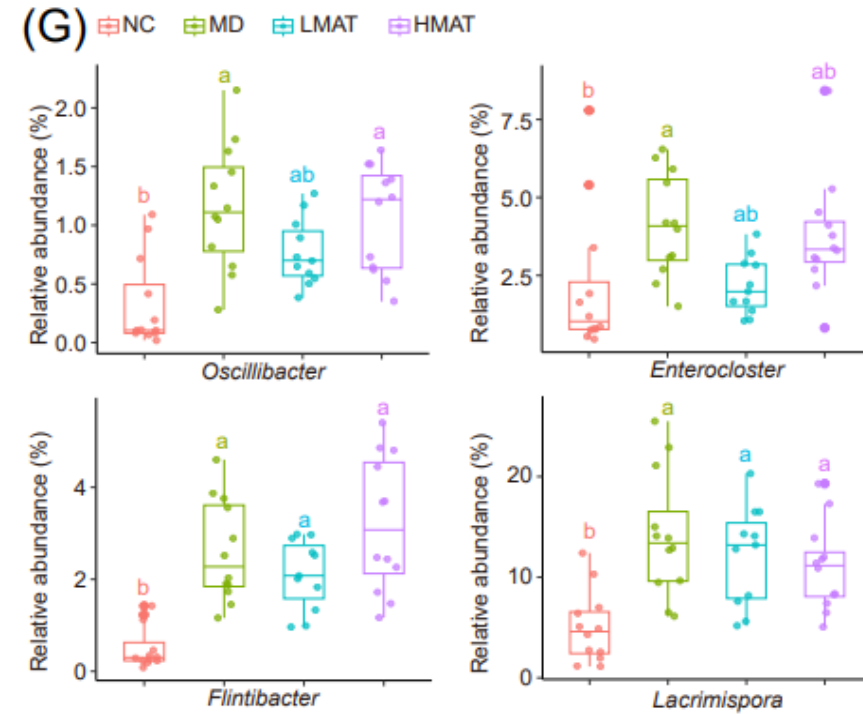 (G) NC MD LMAT HMAT
Relative abundance (%)
2.0
1.5
1.0
0.5
0.0
b
a
ab
a
Oscillibacter
Relative abundance (%)
7.5
5.0
2.5
b
a
ab
ab
Enterocloster
Relative abundance (%)
4
2
0
b
a
a
a
Flintibacter
Relative abundance (%)
20
10
0
b
a
a
a
Lacrimispora